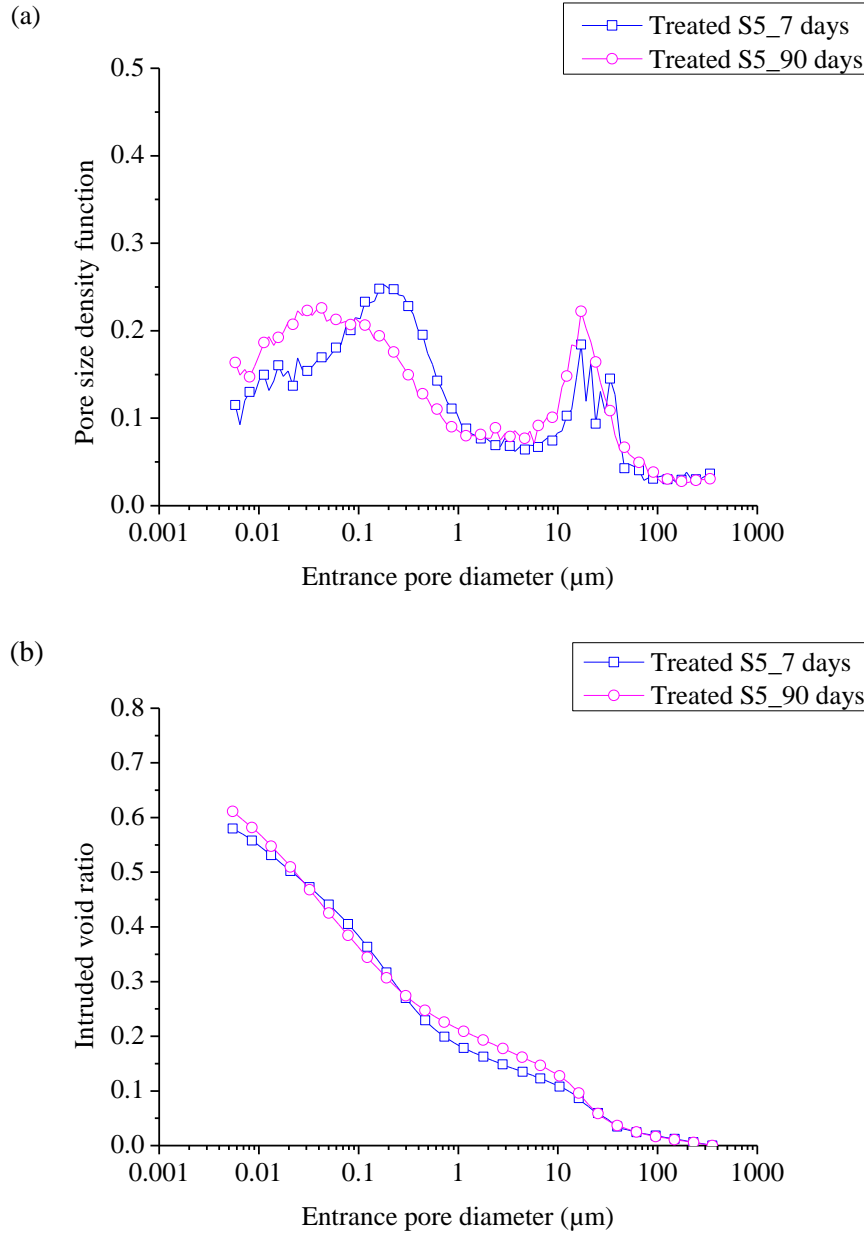 (a)
Treated S5_7 days
Treated S5_90 days
0.5
0.4
0.3
0.2
0.1
0.0
Pore size density function
0.001 0.01 0.1 1 10 100 1000
Entrance pore diameter (µm)
(b)
Treated S5_7 days
Treated S5_90 days
0.8
0.7
0.6
0.5
0.4
0.3
0.2
0.1
0.0
Intruded void ratio
0.001 0.01 0.1 1 10 100 1000
Entrance pore diameter (µm)